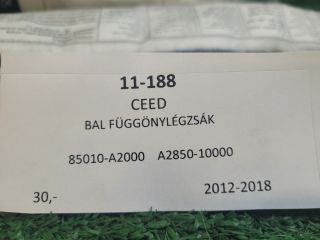 11-188
CEED
BAL FÜGGÖNYLÉGZSÁK
85010-A2000 A2850-10000
30,- 2012-2018